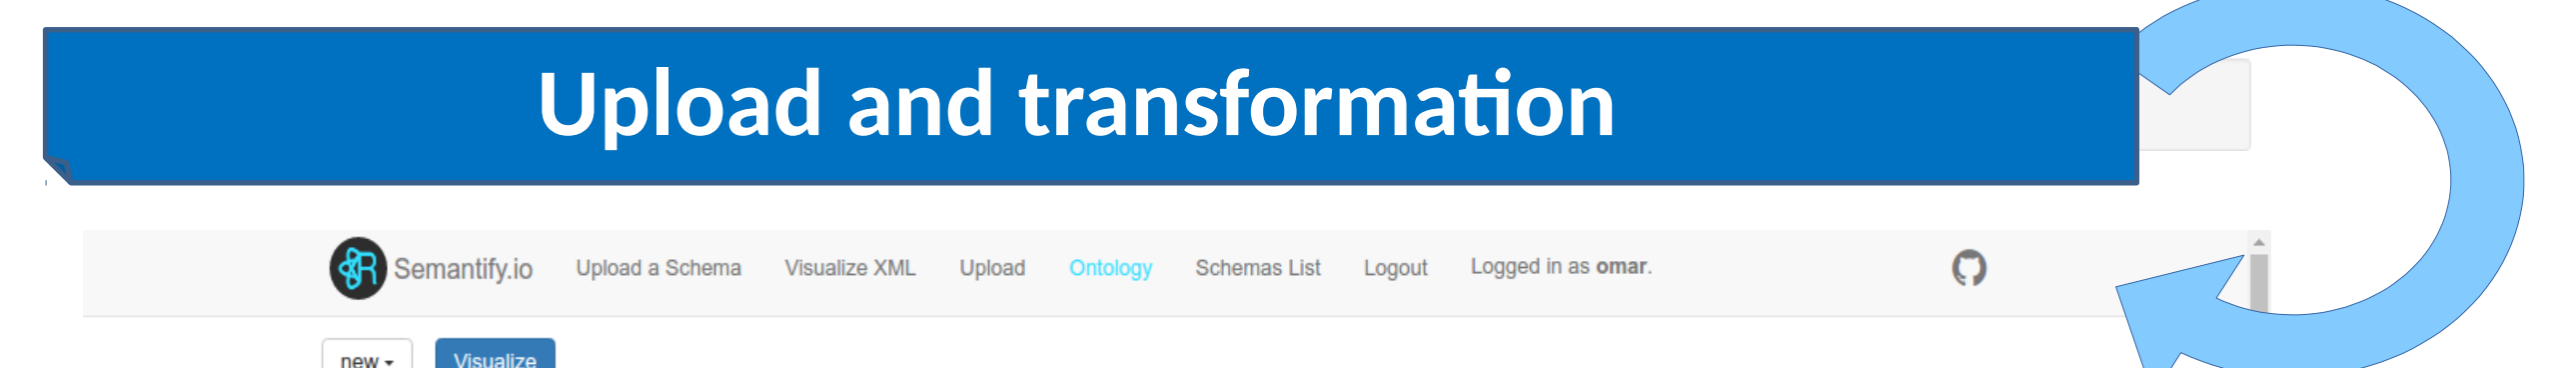 Upload and transformation
Semantify.io Upload a Schema Visualize XML Upload Ontology Schemas List Logout Logged in as omar.
new Visualize